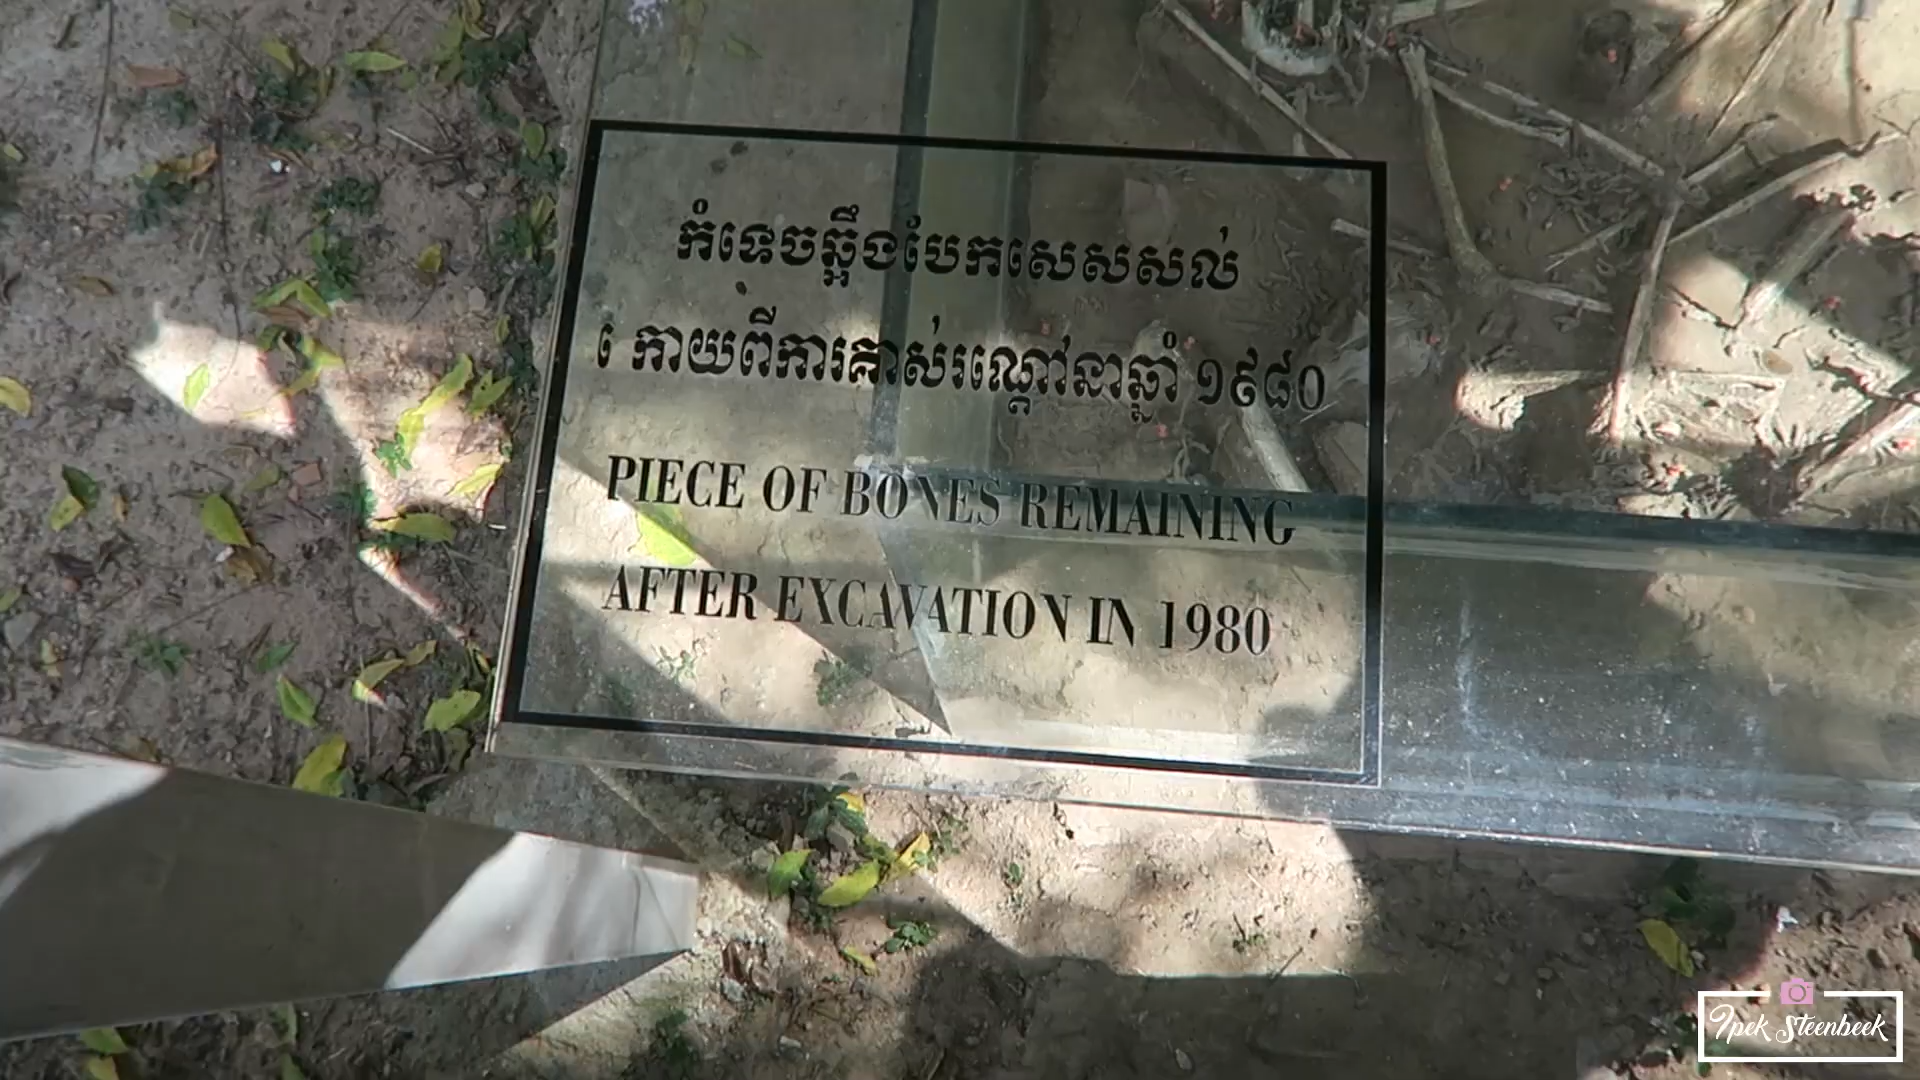 កំទេចឆ្អឹងបែកសេសសល់
ក្រោយពីការគាស់រណ្តៅនាឆ្នាំ ១៩៨០
PIECE OF BONES REMAINING
AFTER EXCAVATION IN 1980
Ipek Steenbeek